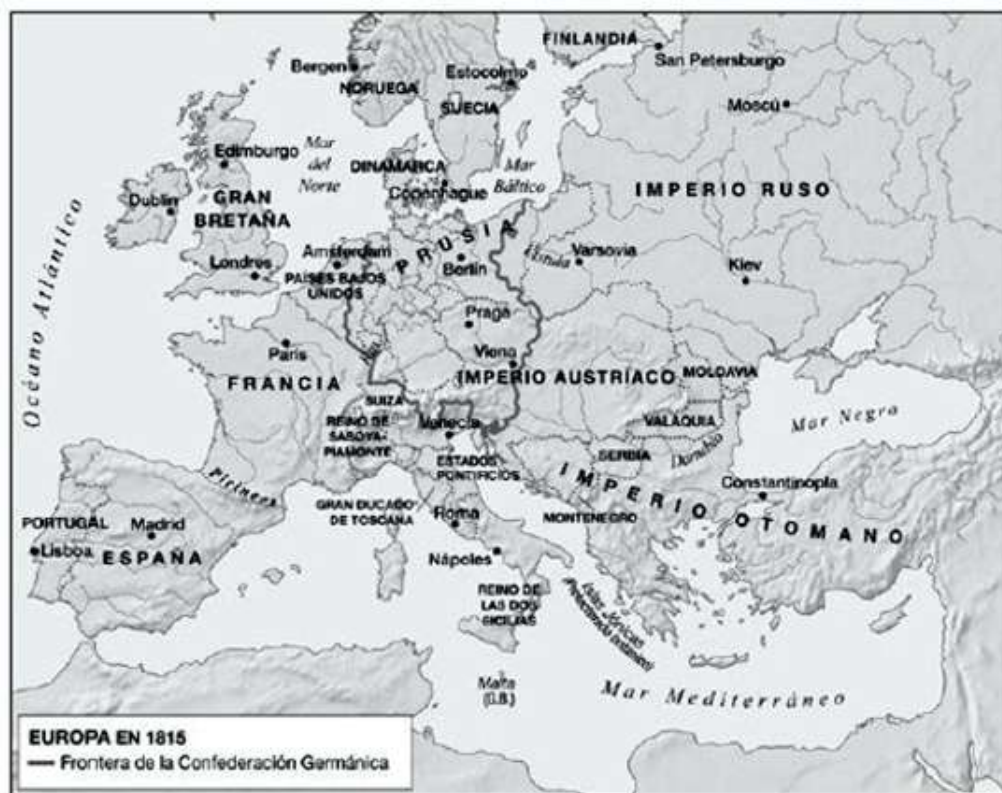 FINLANDIA
San Petersburgo
Bergen
NORUEGA
Estocolmo
SUECIA
Moscú
Edimburgo
Mar
del
Norte
DINAMARCA
Copenhague
Mar
Báltico
IMPERIO RUSO
Dublín
GRAN
BRETAÑA
PRUSIA
Océano Atlántico
Londres
Amsterdam
PAÍSES BAJOS
UNIDOS
Berlín
Vístula
Varsovia
Kiev
Praga
París
FRANCIA
Viena
IMPERIO AUSTRÍACO
MOLDAVIA
SUIZA
REINO DE
SABOYA-
PIAMONTE
Venecia
VALAQUIA
Mar Negro
ESTADOS
PONTIFICIOS
SERBIA
Danubio
Pirineos
GRAN DUCADO
DE TOSCANA
IMPERIO OTOMANO
Constantinopla
MONTENEGRO
PORTUGAL
Madrid
Lisboa
ESPAÑA
Roma
Nápoles
REINO DE
LAS DOS
SICILIAS
Islas Jónicas
Malta
(G.B.)
Mar Mediterráneo
EUROPA EN 1815
Frontera de la Confederación Germánica